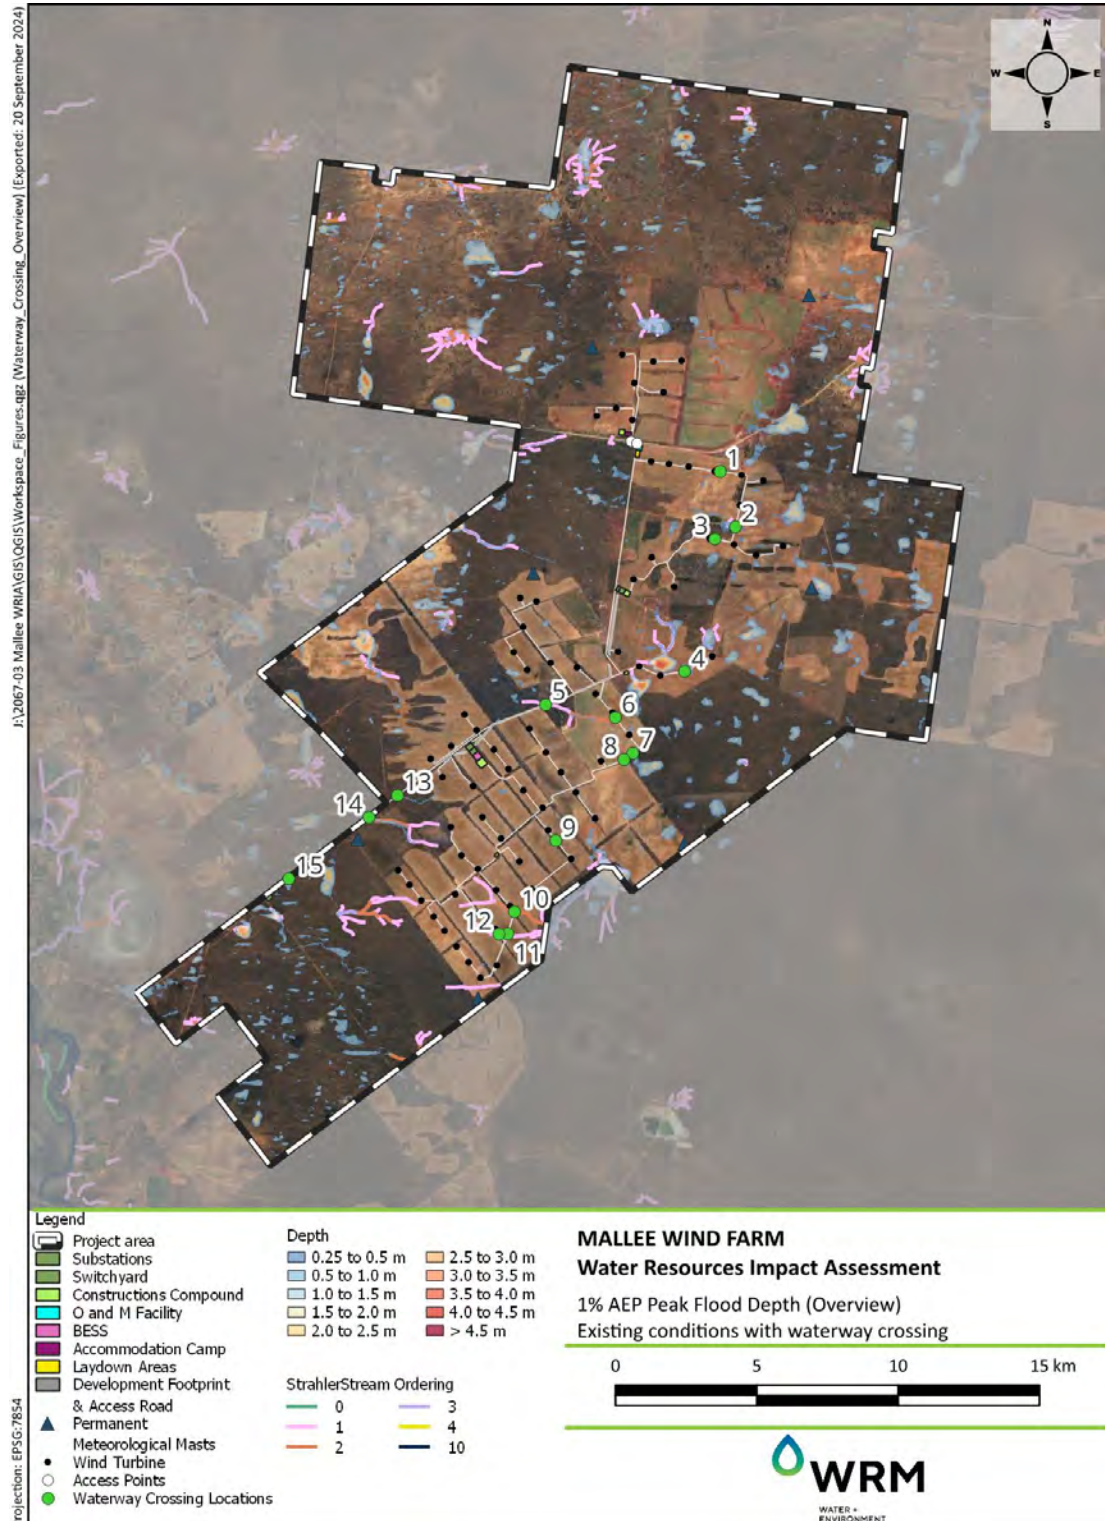 J:\2067-03 Mallee WRIA\GIS\QGIS\Workspace_Figures.qgz (Waterway_Crossing_Overview) (Exported: 20 September 2024)
rojection: EPSG:7854
N
W
E
S
1
2
3
4
5
6
7
8
13
14
9
15
10
12
11
Legend
Project area
Substations
Switchyard
Constructions Compound
O and M Facility
BESS
Accommodation Camp
Laydown Areas
Development Footprint
& Access Road
Permanent
Meteorological Masts
Wind Turbine
Access Points
Waterway Crossing Locations
Depth
0.25 to 0.5 m
0.5 to 1.0 m
1.0 to 1.5 m
1.5 to 2.0 m
2.0 to 2.5 m
2.5 to 3.0 m
3.0 to 3.5 m
3.5 to 4.0 m
4.0 to 4.5 m
> 4.5 m
StrahlerStream Ordering
0
1
2
3
4
10
MALLEE WIND FARM
Water Resources Impact Assessment
1% AEP Peak Flood Depth (Overview)
Existing conditions with waterway crossing
0 5 10 15 km
WRM
WATER +
ENVIRONMENT